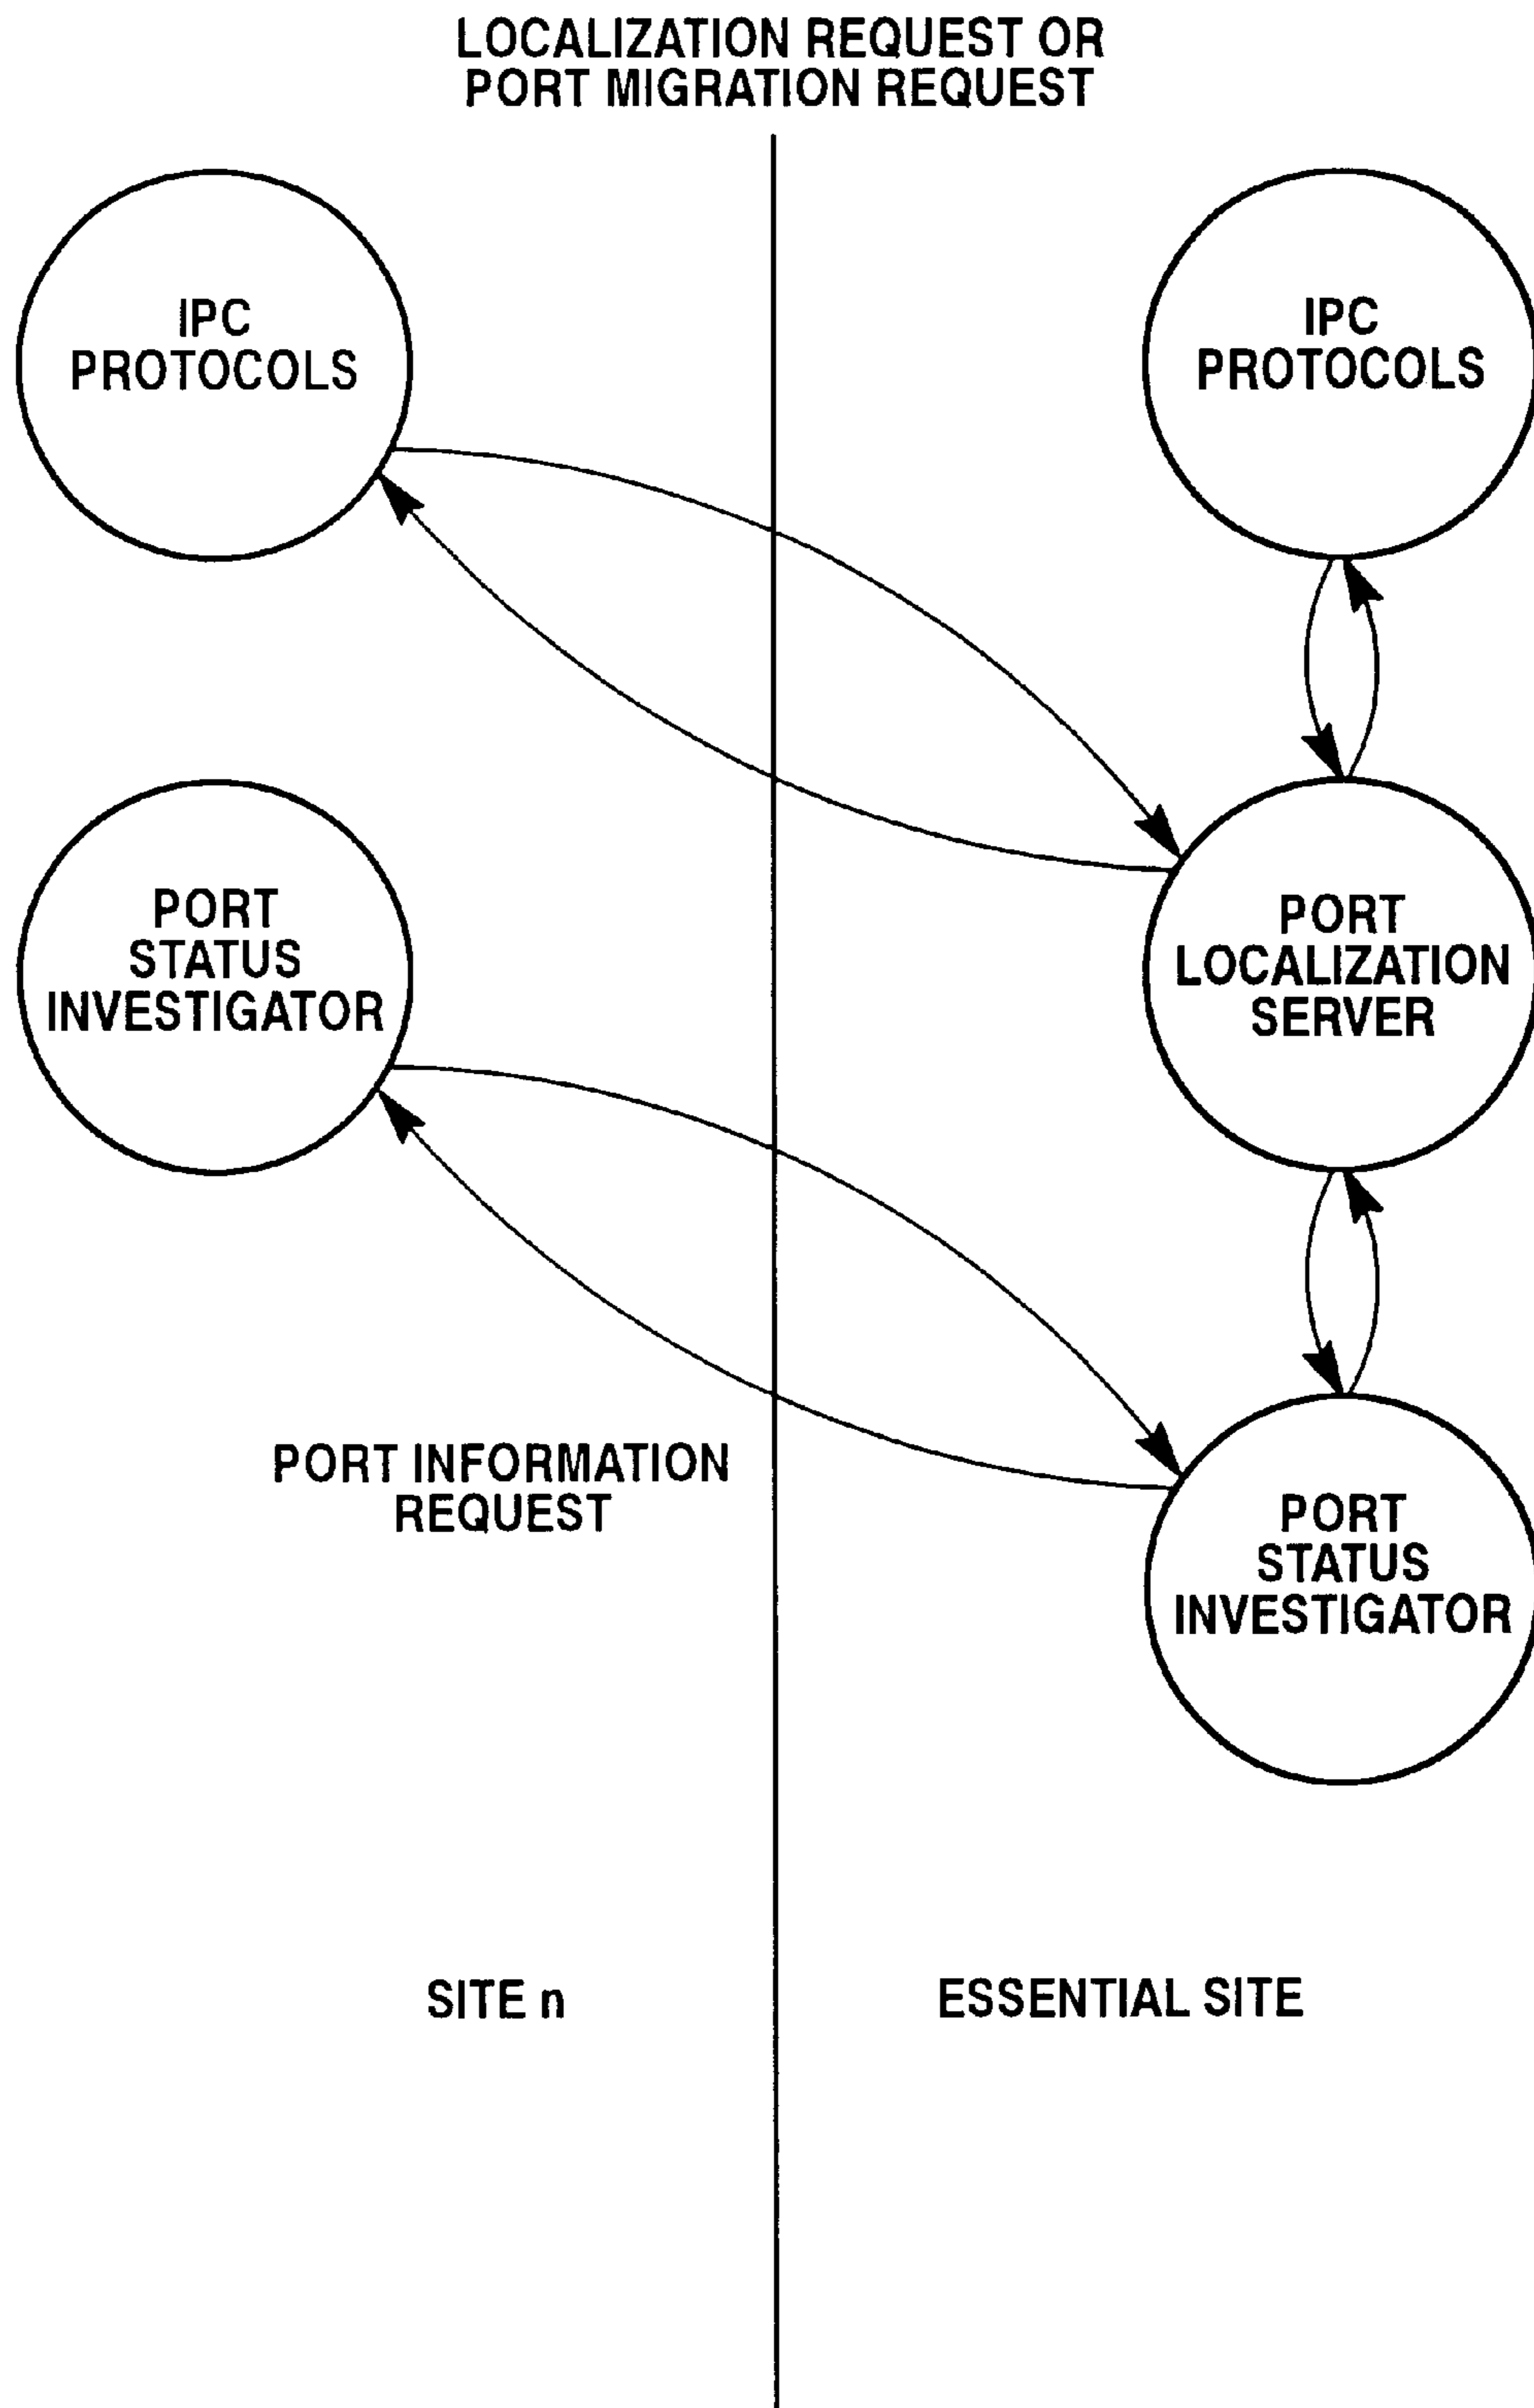 LOCALIZATION REQUEST OR
PORT MIGRATION REQUEST
IPC
PROTOCOLS
IPC
PROTOCOLS
PORT
STATUS
INVESTIGATOR
PORT
LOCALIZATION
SERVER
PORT INFORMATION
REQUEST
PORT
STATUS
INVESTIGATOR
SITE n
ESSENTIAL SITE